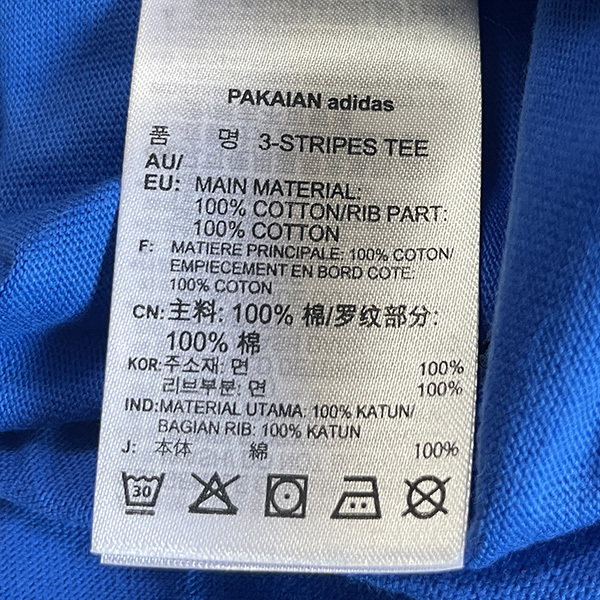 PAKAIAN adidas
품 명 3-STRIPES TEE
AU/
EU: MAIN MATERIAL:
100% COTTON/RIB PART:
100% COTTON
F: MATIERE PRINCIPALE: 100% COTON/
EMPIECEMENT EN BORD COTE:
100% COTON
CN: 主料: 100% 棉/罗纹部分:
100% 棉
KOR: 주소재: 면 100%
리브부분: 면 100%
IND: MATERIAL UTAMA: 100% KATUN/
BAGIAN RIB: 100% KATUN
J: 本体 綿 100%
30